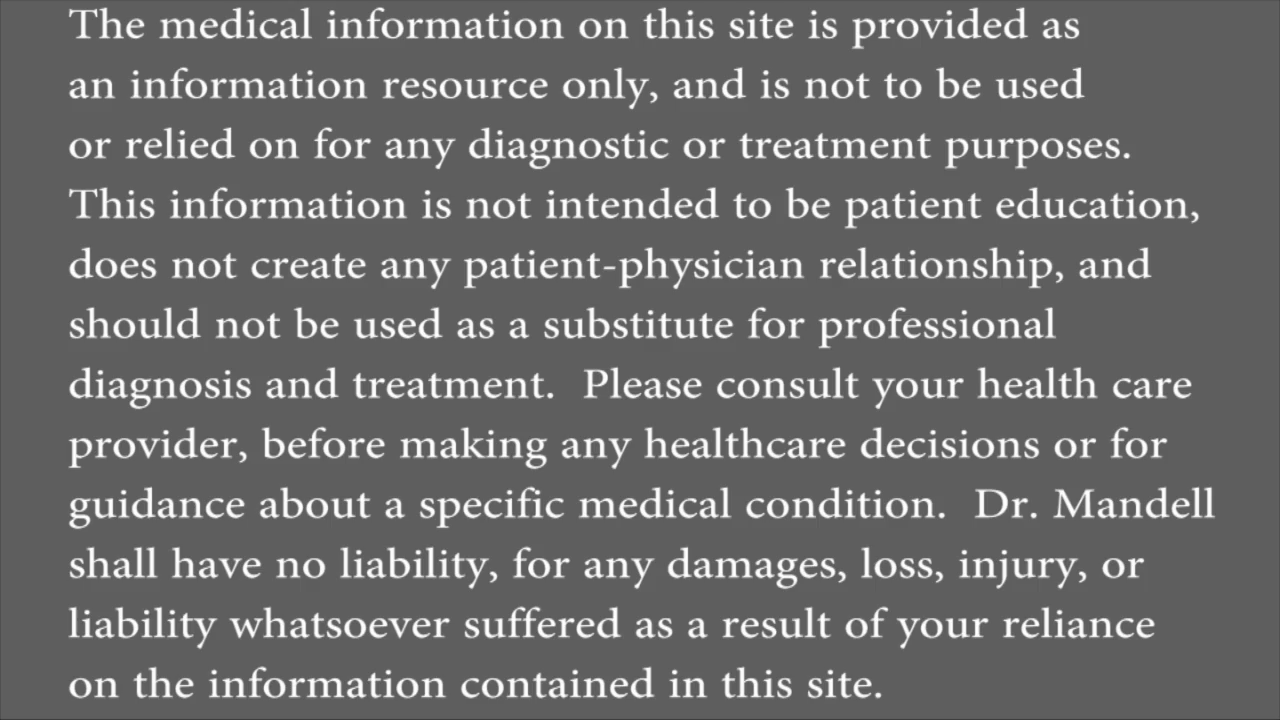 The medical information on this site is provided as
an information resource only, and is not to be used
or relied on for any diagnostic or treatment purposes.
This information is not intended to be patient education,
does not create any patient-physician relationship, and
should not be used as a substitute for professional
diagnosis and treatment.  Please consult your health care
provider, before making any healthcare decisions or for
guidance about a specific medical condition.  Dr. Mandell
shall have no liability, for any damages, loss, injury, or
liability whatsoever suffered as a result of your reliance
on the information contained in this site.